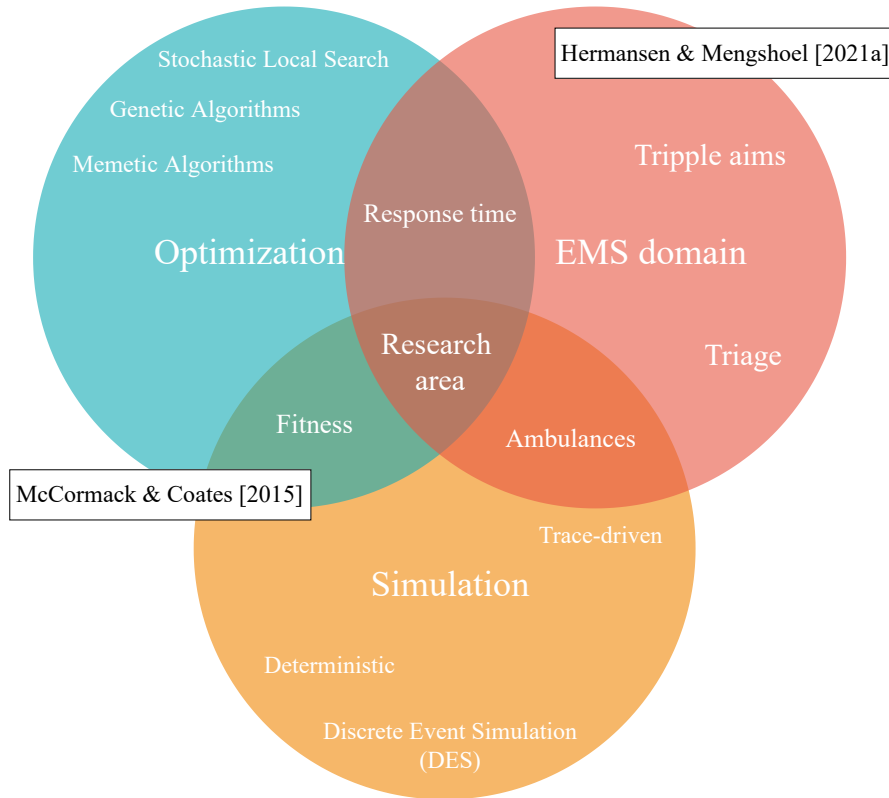 Hermansen & Mengshoel [2021a]
Stochastic Local Search
Genetic Algorithms
Memetic Algorithms
Tripple aims
Response time
Optimization
EMS domain
Research
area
Triage
Fitness
Ambulances
McCormack & Coates [2015]
Trace-driven
Simulation
Deterministic
Discrete Event Simulation
(DES)